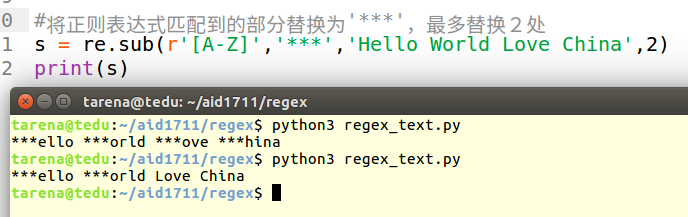 0 #将正则表达式匹配到的部分替换为'***'，最多替换２处
1 s = re.sub(r'[A-Z]','***','Hello World Love China',2)
2 print(s)
tarena@tedu: ~/aid1711/regex
tarena@tedu:~/aid1711/regex$ python3 regex_text.py
***ello ***orld ***ove ***hina
tarena@tedu:~/aid1711/regex$ python3 regex_text.py
***ello ***orld Love China
tarena@tedu:~/aid1711/regex$